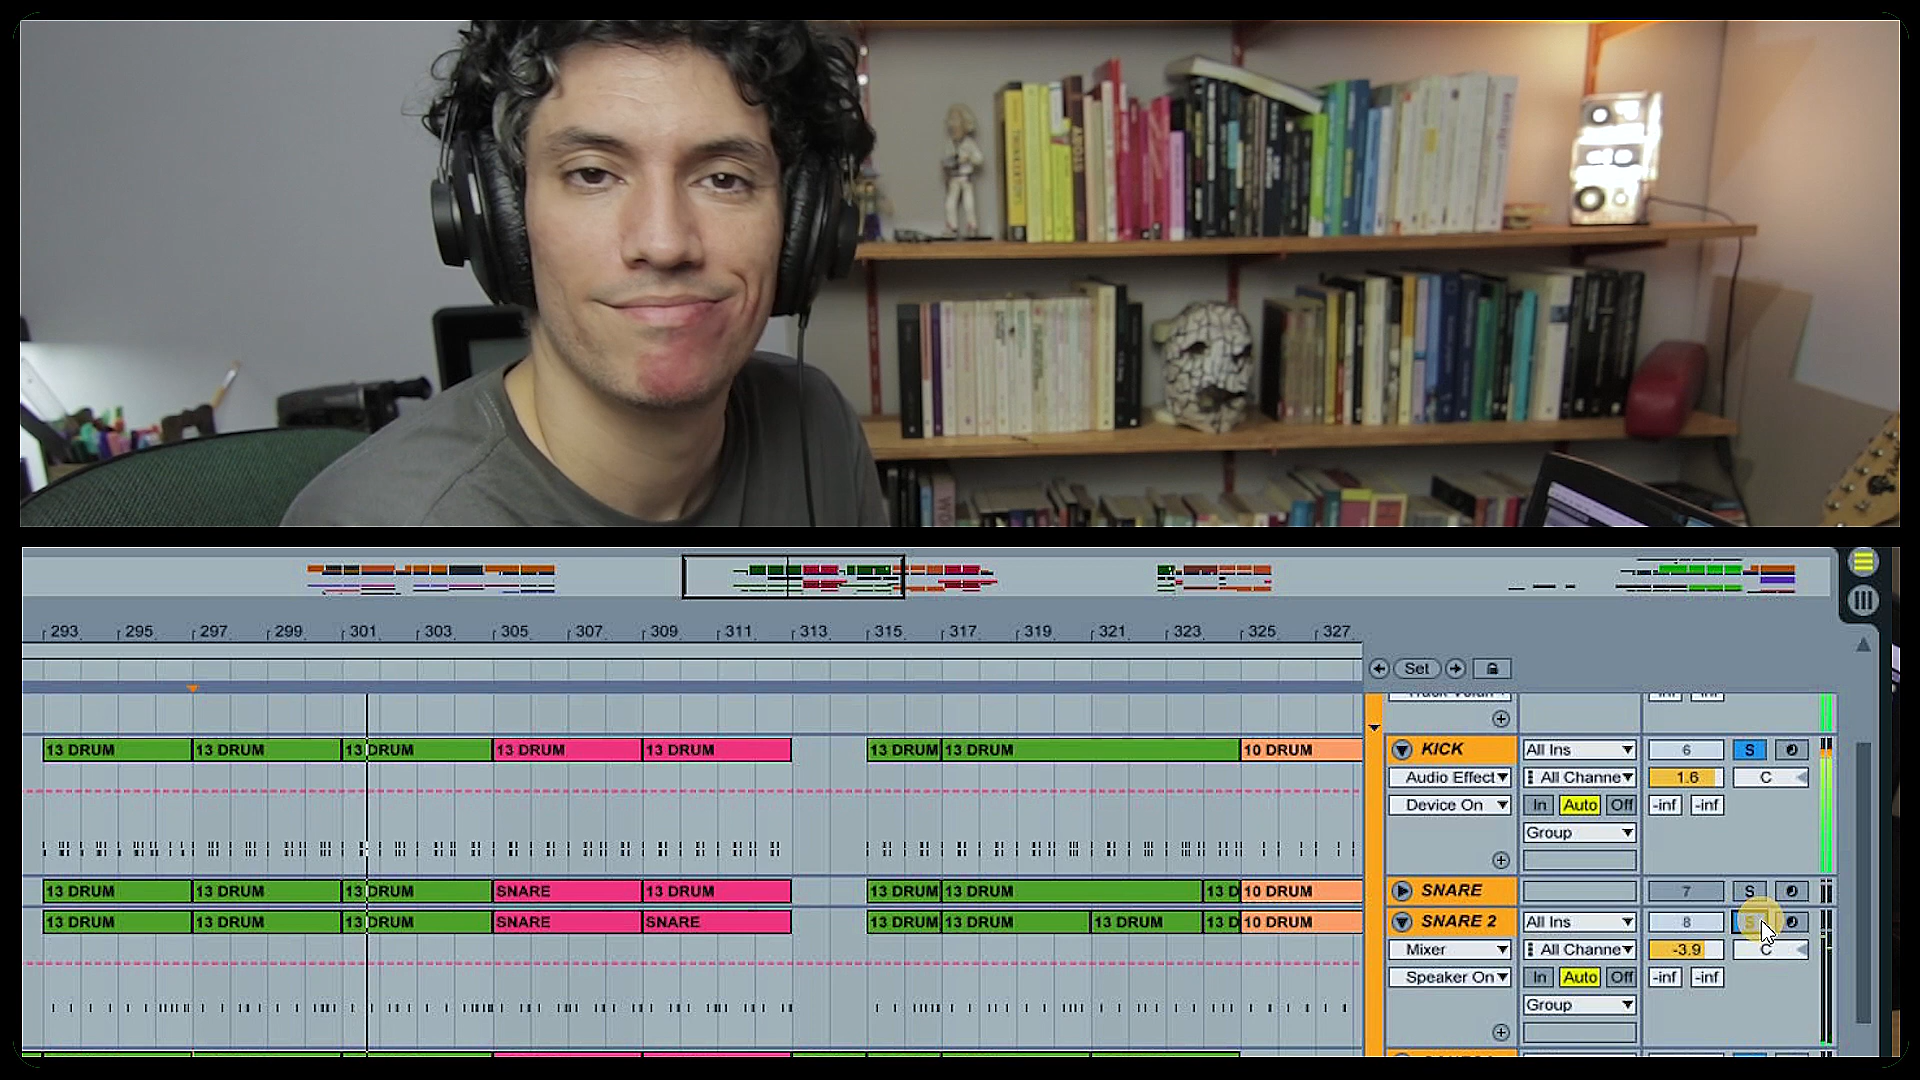 293 295 297 299 301 303 305 307 309 311 313 315 317 319 321 323 325 327
Set
13 DRUM 13 DRUM 13 DRUM 13 DRUM 13 DRUM 13 DRUM 13 DRUM 10 DRUM KICK All Ins 6 S
Audio Effect All Channe 1.6 C
Device On In Auto Off -inf -inf
Group
13 DRUM 13 DRUM 13 DRUM SNARE 13 DRUM 13 DRUM 13 DRUM 13 D 10 DRUM SNARE 7 S
13 DRUM 13 DRUM 13 DRUM SNARE SNARE 13 DRUM 13 DRUM 13 DRUM 13 D 10 DRUM SNARE 2 All Ins 8 S
Mixer All Channe -3.9 C
Speaker On In Auto Off -inf -inf
Group